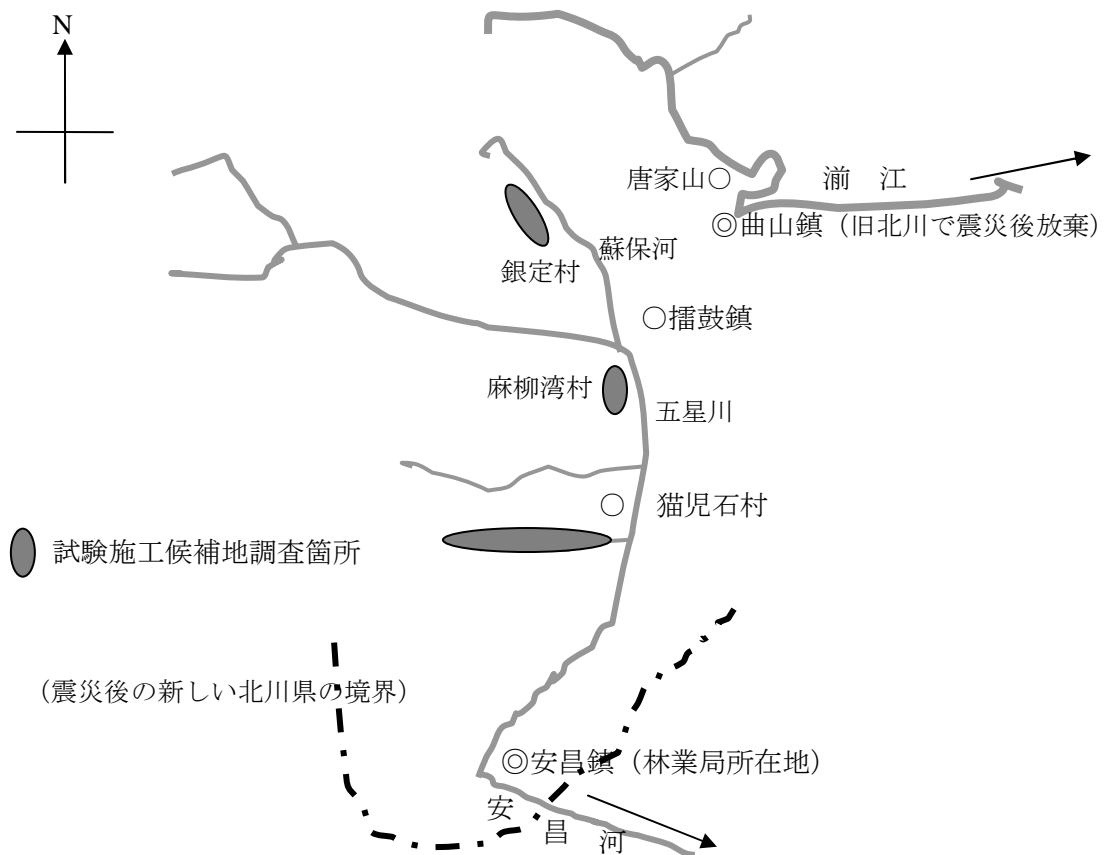 N
唐家山○
湔 江
◎曲山鎮（旧北川で震災後放棄）
蘇保河
銀定村
○擂鼓鎮
麻柳湾村
五星川
○ 猫児石村
試験施工候補地調査箇所
（震災後の新しい北川県の境界）
◎安昌鎮（林業局所在地）
安昌河